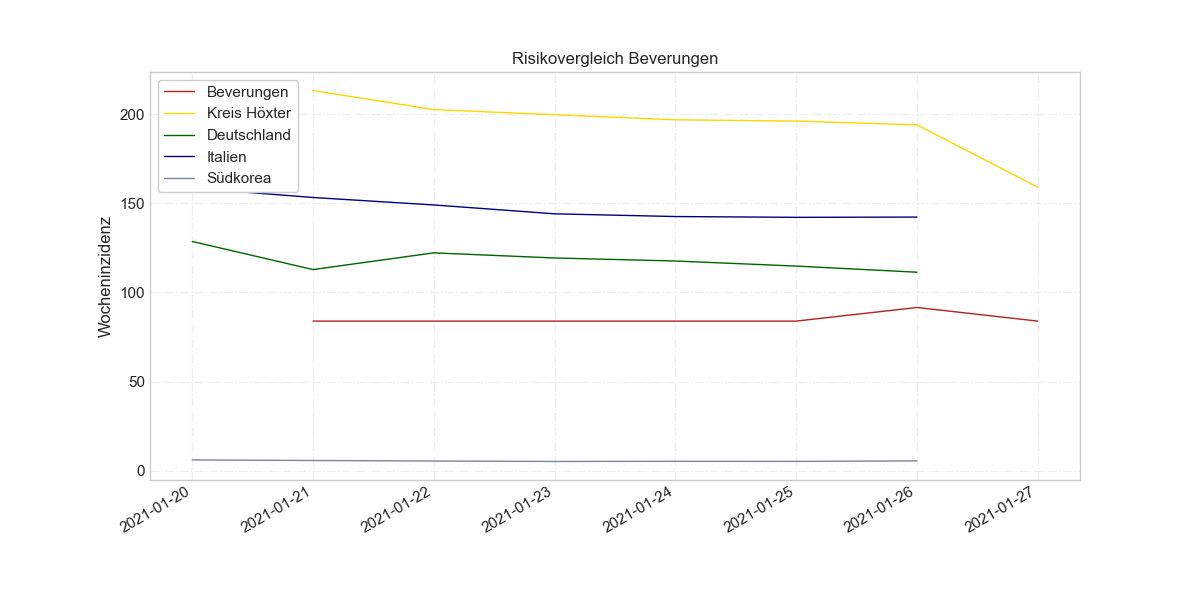 Risikovergleich Beverungen
Beverungen
Kreis Höxter
Deutschland
Italien
Südkorea
Wocheninzidenz
200
150
100
50
0
2021-01-20
2021-01-21
2021-01-22
2021-01-23
2021-01-24
2021-01-25
2021-01-26
2021-01-27